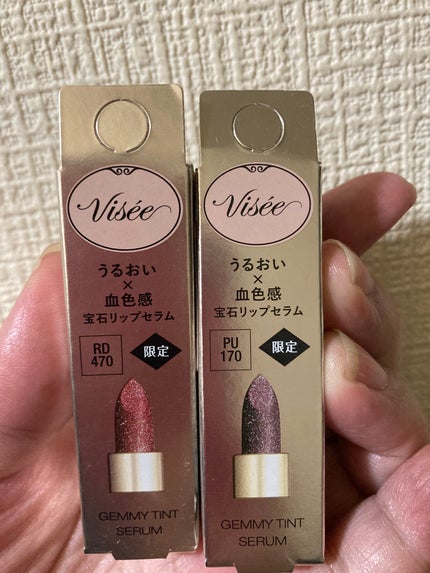 Visée
うるおい
×
血色感
宝石リップセラム
RD
470
限定
GEMMY TINT
SERUM
Visée
うるおい
×
血色感
宝石リップセラム
PU
170
限定
GEMMY TINT
SERUM